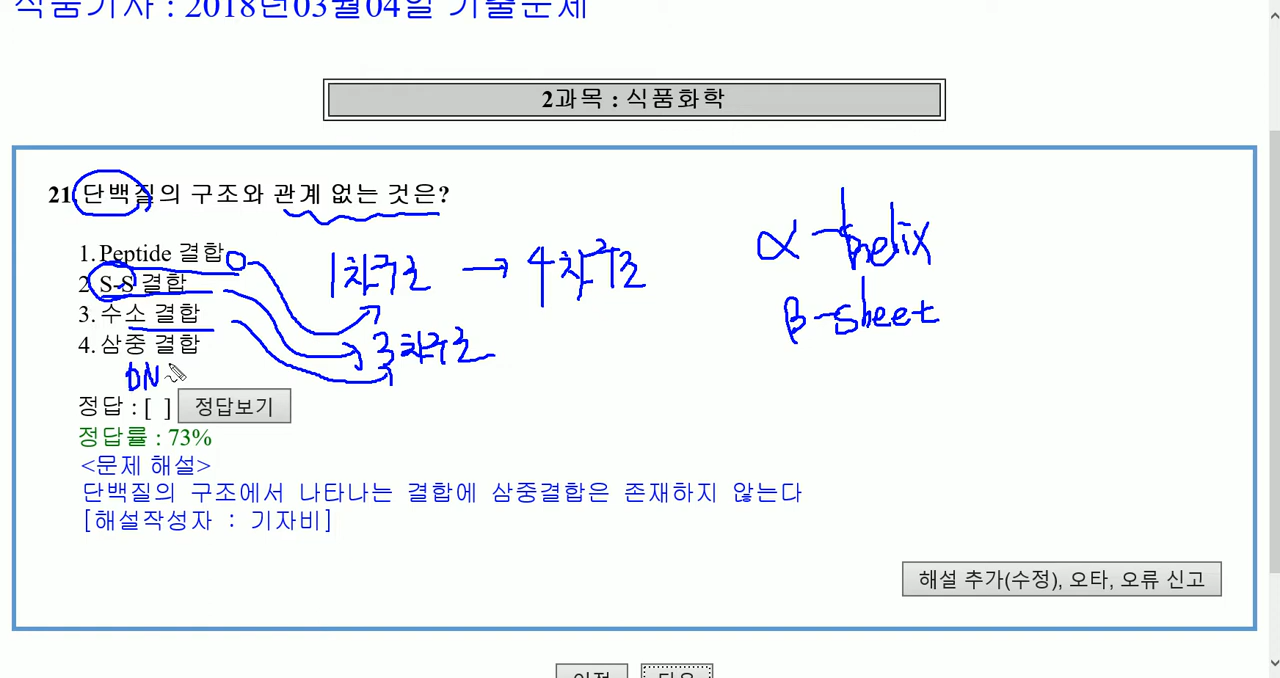 식품기사 : 2018년03월04일 기출문제
2과목 : 식품화학
21. 단백질의 구조와 관계 없는 것은?
1. Peptide 결합
2. S-S 결합
3. 수소 결합
4. 삼중 결합
1차구조 → 4차구조
3차구조
DN
α-helix
β-sheet
정답 : [ ] 정답보기
정답률 : 73%
<문제 해설>
단백질의 구조에서 나타나는 결합에 삼중결합은 존재하지 않는다
[해설작성자 : 기자비]
해설 추가(수정), 오타, 오류 신고
이전 다음